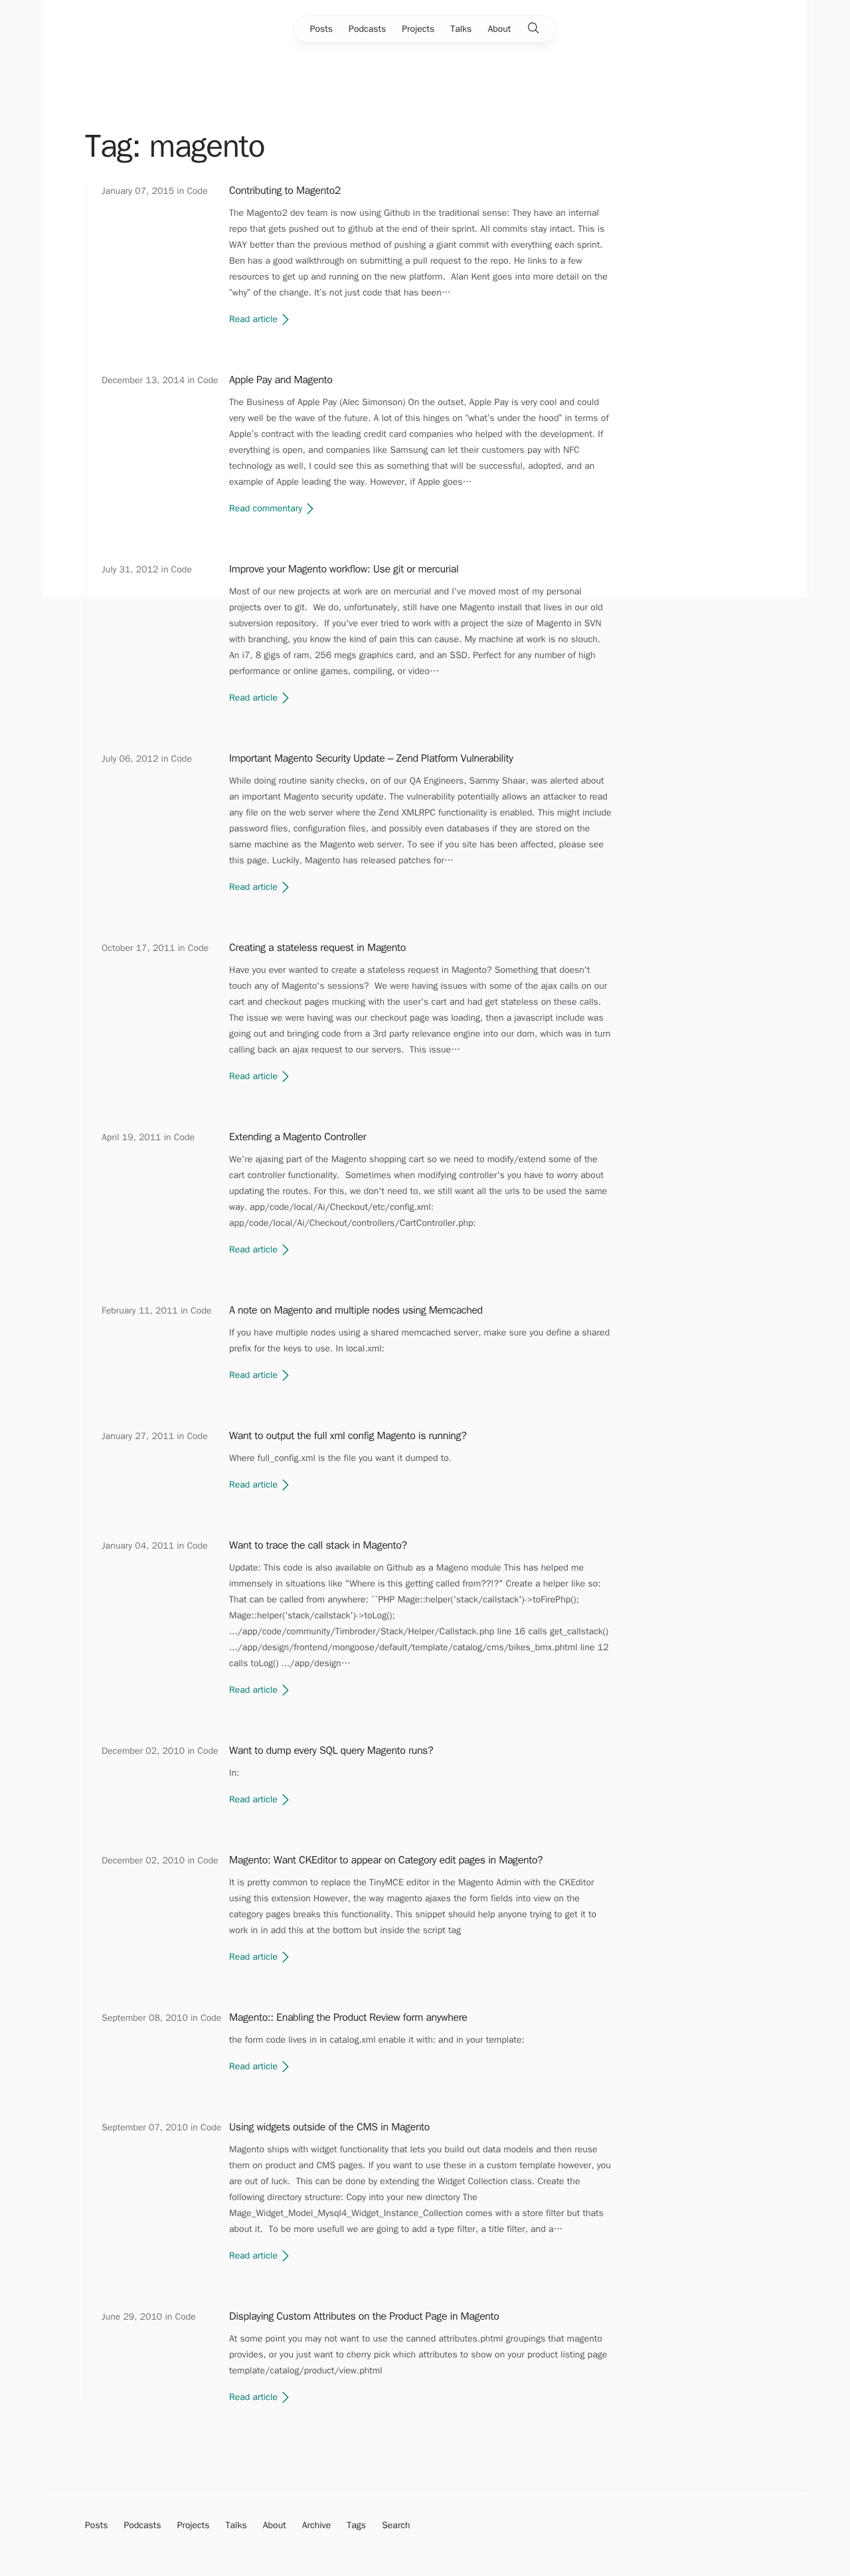 Posts Podcasts Projects Talks About
Tag: magento
January 07, 2015 in Code
Contributing to Magento2
The Magento2 dev team is now using Github in the traditional sense: They have an internal
repo that gets pushed out to github at the end of their sprint. All commits stay intact. This is
WAY better than the previous method of pushing a giant commit with everything each sprint.
Ben has a good walkthrough on submitting a pull request to the repo. He links to a few
resources to get up and running on the new platform.  Alan Kent goes into more detail on the
“why” of the change. It's not just code that has been…
Read article
December 13, 2014 in Code
Apple Pay and Magento
The Business of Apple Pay (Alec Simonson) On the outset, Apple Pay is very cool and could
very well be the wave of the future. A lot of this hinges on “what's under the hood” in terms of
Apple's contract with the leading credit card companies who helped with the development. If
everything is open, and companies like Samsung can let their customers pay with NFC
technology as well, I could see this as something that will be successful, adopted, and an
example of Apple leading the way. However, if Apple goes…
Read commentary
July 31, 2012 in Code
Improve your Magento workflow: Use git or mercurial
Most of our new projects at work are on mercurial and I've moved most of my personal
projects over to git.  We do, unfortunately, still have one Magento install that lives in our old
subversion repository.  If you've ever tried to work with a project the size of Magento in SVN
with branching, you know the kind of pain this can cause. My machine at work is no slouch.
An i7, 8 gigs of ram, 256 megs graphics card, and an SSD. Perfect for any number of high
performance or online games, compiling, or video…
Read article
July 06, 2012 in Code
Important Magento Security Update – Zend Platform Vulnerability
While doing routine sanity checks, on of our QA Engineers, Sammy Shaar, was alerted about
an important Magento security update. The vulnerability potentially allows an attacker to read
any file on the web server where the Zend XMLRPC functionality is enabled. This might include
password files, configuration files, and possibly even databases if they are stored on the
same machine as the Magento web server. To see if you site has been affected, please see
this page. Luckily, Magento has released patches for…
Read article
October 17, 2011 in Code
Creating a stateless request in Magento
Have you ever wanted to create a stateless request in Magento? Something that doesn't
touch any of Magento's sessions?  We were having issues with some of the ajax calls on our
cart and checkout pages mucking with the user's cart and had get stateless on these calls.
The issue we were having was our checkout page was loading, then a javascript include was
going out and bringing code from a 3rd party relevance engine into our dom, which was in turn
calling back an ajax request to our servers.  This issue…
Read article
April 19, 2011 in Code
Extending a Magento Controller
We're ajaxing part of the Magento shopping cart so we need to modify/extend some of the
cart controller functionality.  Sometimes when modifying controller's you have to worry about
updating the routes. For this, we don't need to, we still want all the urls to be used the same
way. app/code/local/Ai/Checkout/etc/config.xml:
app/code/local/Ai/Checkout/controllers/CartController.php:
Read article
February 11, 2011 in Code
A note on Magento and multiple nodes using Memcached
If you have multiple nodes using a shared memcached server, make sure you define a shared
prefix for the keys to use. In local.xml:
Read article
January 27, 2011 in Code
Want to output the full xml config Magento is running?
Where full_config.xml is the file you want it dumped to.
Read article
January 04, 2011 in Code
Want to trace the call stack in Magento?
Update: This code is also available on Github as a Mageno module This has helped me
immensely in situations like "Where is this getting called from??!?" Create a helper like so:
That can be called from anywhere: ``PHP Mage::helper('stack/callstack')->toFirePhp();
Mage::helper('stack/callstack')->toLog();
.../app/code/community/Timbroder/Stack/Helper/Callstack.php line 16 calls get_callstack()
.../app/design/frontend/mongoose/default/template/catalog/cms/bikes_bmx.phtml line 12
calls toLog() .../app/design…
Read article
December 02, 2010 in Code
Want to dump every SQL query Magento runs?
In:
Read article
December 02, 2010 in Code
Magento: Want CKEditor to appear on Category edit pages in Magento?
It is pretty common to replace the TinyMCE editor in the Magento Admin with the CKEditor
using this extension However, the way magento ajaxes the form fields into view on the
category pages breaks this functionality. This snippet should help anyone trying to get it to
work in in add this at the bottom but inside the script tag
Read article
September 08, 2010 in Code
Magento:: Enabling the Product Review form anywhere
the form code lives in in catalog.xml enable it with: and in your template:
Read article
September 07, 2010 in Code
Using widgets outside of the CMS in Magento
Magento ships with widget functionality that lets you build out data models and then reuse
them on product and CMS pages. If you want to use these in a custom template however, you
are out of luck.  This can be done by extending the Widget Collection class. Create the
following directory structure: Copy into your new directory The
Mage_Widget_Model_Mysql4_Widget_Instance_Collection comes with a store filter but thats
about it.  To be more usefull we are going to add a type filter, a title filter, and a…
Read article
June 29, 2010 in Code
Displaying Custom Attributes on the Product Page in Magento
At some point you may not want to use the canned attributes.phtml groupings that magento
provides, or you just want to cherry pick which attributes to show on your product listing page
template/catalog/product/view.phtml
Read article
Posts Podcasts Projects Talks About Archive Tags Search